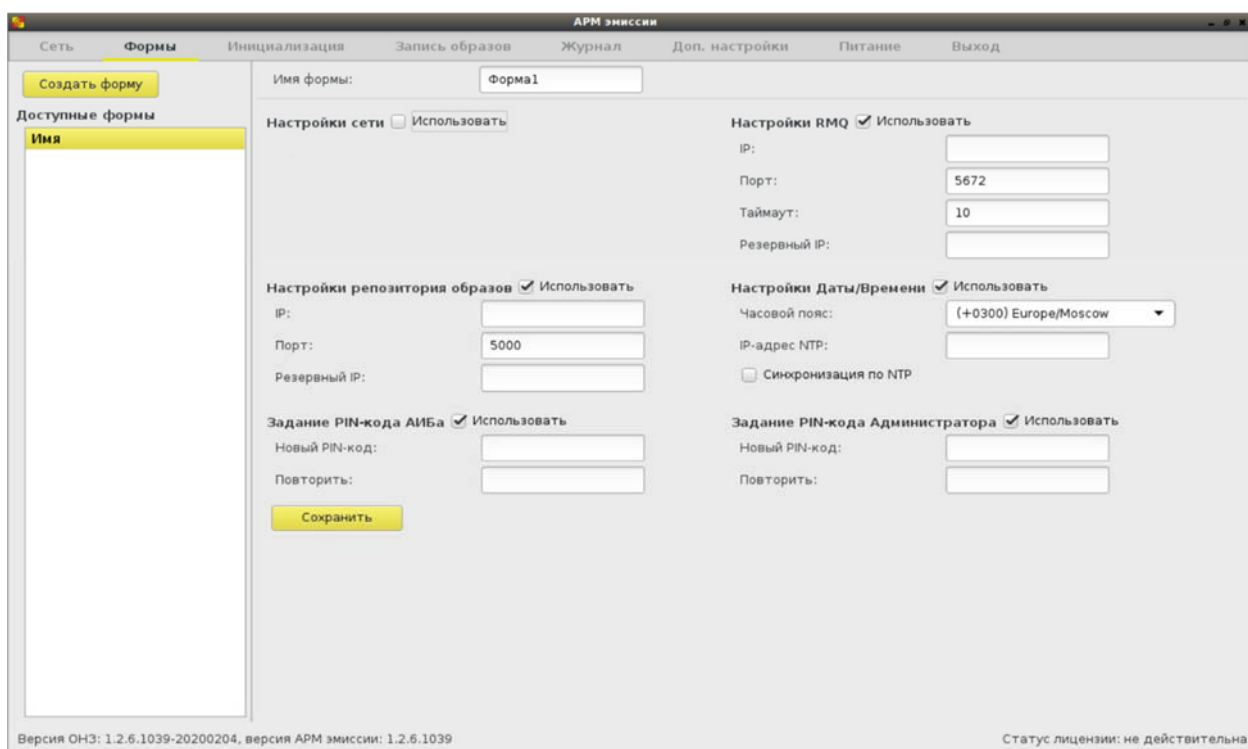 АРМ эмиссии
Сеть Формы Инициализация Запись образов Журнал Доп. настройки Питание Выход
Создать форму
Доступные формы
Имя
Имя формы: Форма1
Настройки сети Использовать
Настройки RMQ Использовать
IP:
Порт: 5672
Таймаут: 10
Резервный IP:
Настройки репозитория образов Использовать
IP:
Порт: 5000
Резервный IP:
Настройки Даты/Времени Использовать
Часовой пояс: (+0300) Europe/Moscow
IP-адрес NTP:
Синхронизация по NTP
Задание PIN-кода АИБа Использовать
Новый PIN-код:
Повторить:
Задание PIN-кода Администратора Использовать
Новый PIN-код:
Повторить:
Сохранить
Версия ОНЗ: 1.2.6.1039-20200204, версия АРМ эмиссии: 1.2.6.1039
Статус лицензии: не действительна